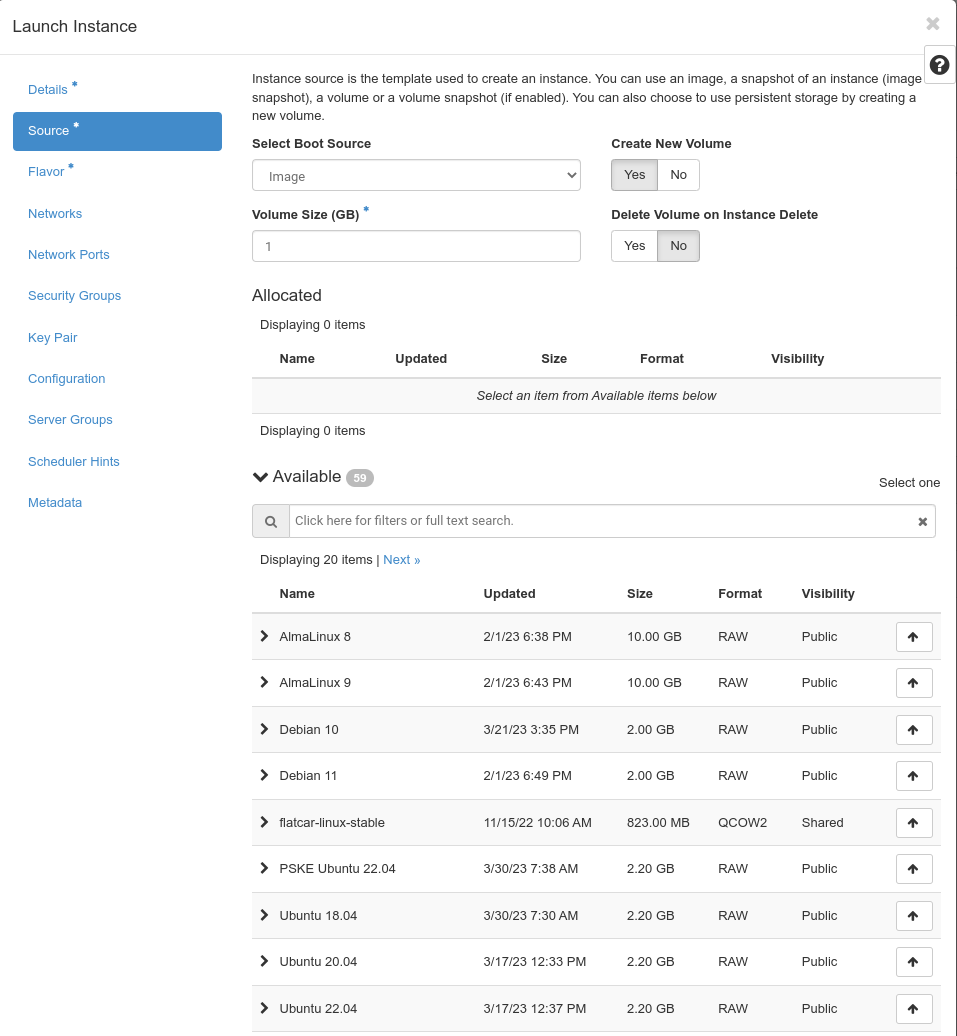 Launch Instance
×
Details *
Source *
Flavor *
Networks
Network Ports
Security Groups
Key Pair
Configuration
Server Groups
Scheduler Hints
Metadata
?
Instance source is the template used to create an instance. You can use an image, a snapshot of an instance (image
snapshot), a volume or a volume snapshot (if enabled). You can also choose to use persistent storage by creating a
new volume.
Select Boot Source
Create New Volume
Image
Yes No
Volume Size (GB) *
Delete Volume on Instance Delete
1
Yes No
Allocated
Displaying 0 items
Name Updated Size Format Visibility
Select an item from Available items below
Displaying 0 items
Available 59
Select one
Click here for filters or full text search.
Displaying 20 items | Next »
Name Updated Size Format Visibility
AlmaLinux 8 2/1/23 6:38 PM 10.00 GB RAW Public
AlmaLinux 9 2/1/23 6:43 PM 10.00 GB RAW Public
Debian 10 3/21/23 3:35 PM 2.00 GB RAW Public
Debian 11 2/1/23 6:49 PM 2.00 GB RAW Public
flatcar-linux-stable 11/15/22 10:06 AM 823.00 MB QCOW2 Shared
PSKE Ubuntu 22.04 3/30/23 7:38 AM 2.20 GB RAW Public
Ubuntu 18.04 3/30/23 7:30 AM 2.20 GB RAW Public
Ubuntu 20.04 3/17/23 12:33 PM 2.20 GB RAW Public
Ubuntu 22.04 3/17/23 12:37 PM 2.20 GB RAW Public